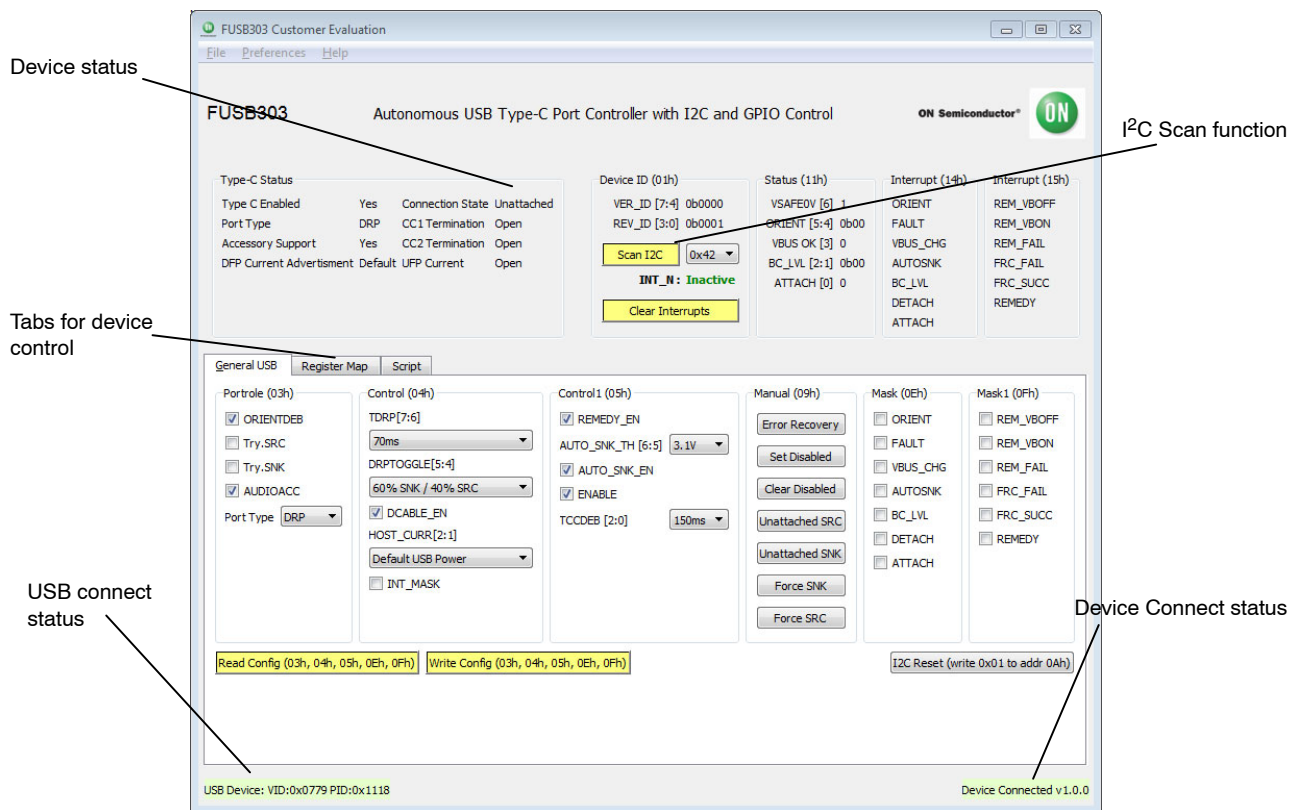 FUSB303 Customer Evaluation
File Preferences Help
Device status
FUSB303
Autonomous USB Type-C Port Controller with I2C and GPIO Control
ON Semiconductor®
ON
I²C Scan function
Type-C Status
Type C Enabled Yes Connection State Unattached
Port Type DRP CC1 Termination Open
Accessory Support Yes CC2 Termination Open
DFP Current Advertisment Default UFP Current Open
Device ID (01h)
VER_ID [7:4] 0b0000
REV_ID [3:0] 0b0001
Scan I2C 0x42
INT_N : Inactive
Clear Interrupts
Status (11h)
VSAFE0V [6] 1
ORIENT [5:4] 0b00
VBUS OK [3] 0
BC_LVL [2:1] 0b00
ATTACH [0] 0
Interrupt (14h)
ORIENT
FAULT
VBUS_CHG
AUTOSNK
BC_LVL
DETACH
ATTACH
Interrupt (15h)
REM_VBOFF
REM_VBON
REM_FAIL
FRC_FAIL
FRC_SUCC
REMEDY
Tabs for device
control
General USB Register Map Script
Portrole (03h)
ORIENTDEB
Try.SRC
Try.SNK
AUDIOACC
Port Type DRP
Control (04h)
TDRP[7:6]
70ms
DRPTOGGLE[5:4]
60% SNK / 40% SRC
DCABLE_EN
HOST_CURR[2:1]
Default USB Power
INT_MASK
Control1 (05h)
REMEDY_EN
AUTO_SNK_TH [6:5] 3.1V
AUTO_SNK_EN
ENABLE
TCCDEB [2:0] 150ms
Manual (09h)
Error Recovery
Set Disabled
Clear Disabled
Unattached SRC
Unattached SNK
Force SNK
Force SRC
Mask (0Eh)
ORIENT
FAULT
VBUS_CHG
AUTOSNK
BC_LVL
DETACH
ATTACH
Mask1 (0Fh)
REM_VBOFF
REM_VBON
REM_FAIL
FRC_FAIL
FRC_SUCC
REMEDY
USB connect
status
Device Connect status
Read Config (03h, 04h, 05h, 0Eh, 0Fh) Write Config (03h, 04h, 05h, 0Eh, 0Fh) I2C Reset (write 0x01 to addr 0Ah)
USB Device: VID:0x0779 PID:0x1118
Device Connected v1.0.0